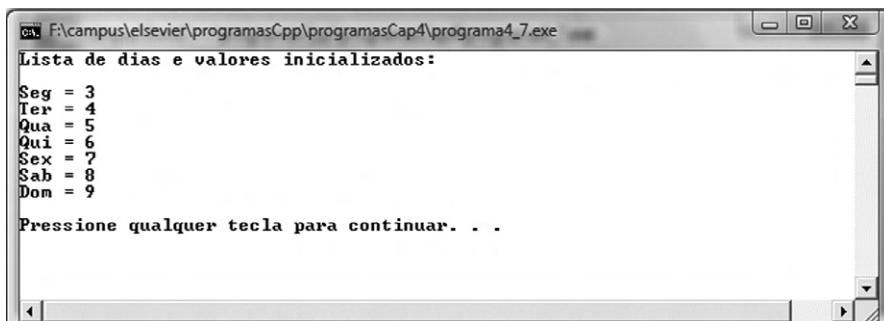 F:\campus\elsevier\programasCpp\programasCap4\programa4_7.exe
Lista de dias e valores inicializados:
Seg = 3
Ter = 4
Qua = 5
Qui = 6
Sex = 7
Sab = 8
Dom = 9
Pressione qualquer tecla para continuar. . .